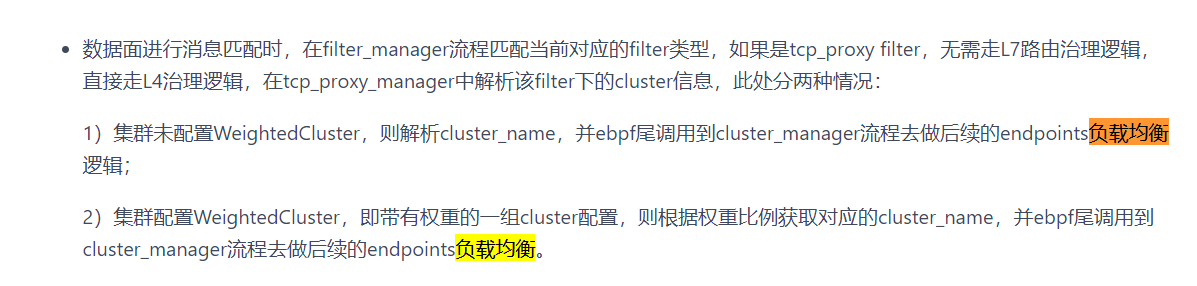 数据面进行消息匹配时，在filter_manager流程匹配当前对应的filter类型，如果是tcp_proxy filter，无需走L7路由治理逻辑，
直接走L4治理逻辑，在tcp_proxy_manager中解析该filter下的cluster信息，此处分两种情况：
1）集群未配置WeightedCluster，则解析cluster_name，并ebpf尾调用到cluster_manager流程去做后续的endpoints负载均衡
逻辑；
2）集群配置WeightedCluster，即带有权重的一组cluster配置，则根据权重比例获取对应的cluster_name，并ebpf尾调用到
cluster_manager流程去做后续的endpoints负载均衡。